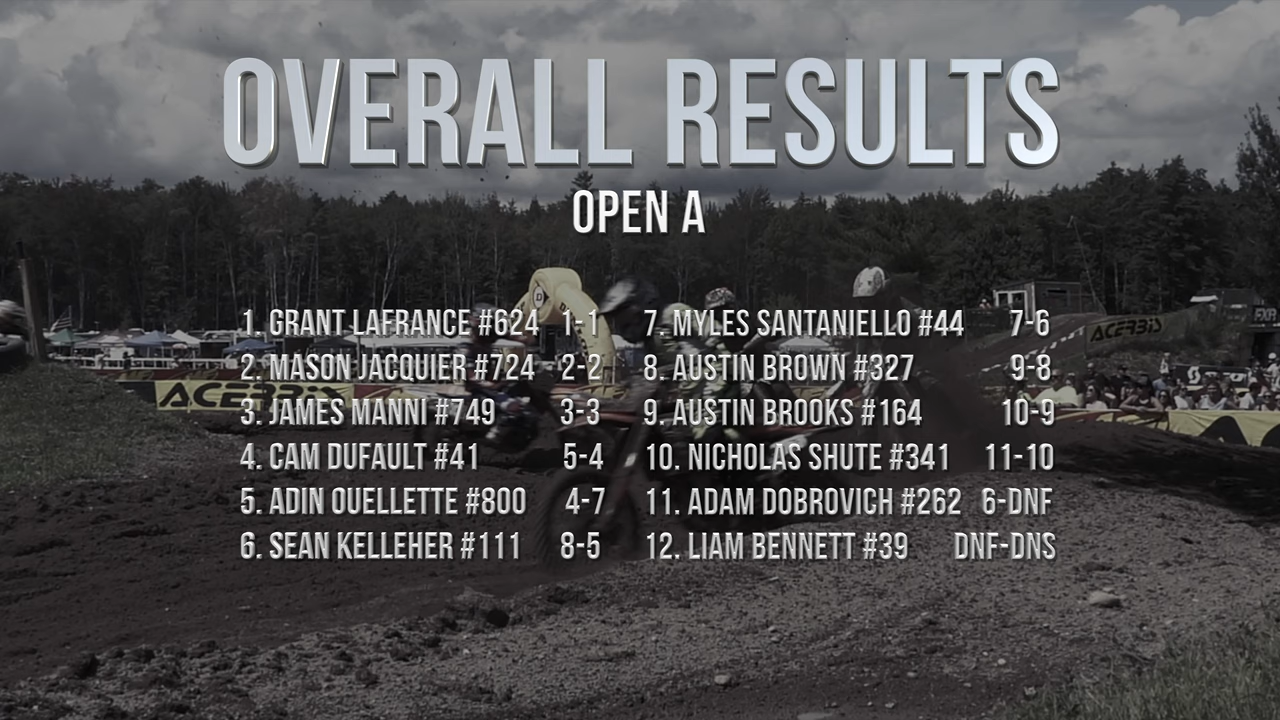 OVERALL RESULTS
OPEN A
1. GRANT LAFRANCE #624 1-1
2. MASON JACQUIER #724 2-2
3. JAMES MANNI #749 3-3
4. CAM DUFAULT #41 5-4
5. ADIN OUELLETTE #800 4-7
6. SEAN KELLEHER #111 8-5
7. MYLES SANTANIELLO #44 7-6
8. AUSTIN BROWN #327 9-8
9. AUSTIN BROOKS #164 10-9
10. NICHOLAS SHUTE #341 11-10
11. ADAM DOBROVICH #262 6-DNF
12. LIAM BENNETT #39 DNF-DNS
ACERBIS
ACERBIS
FXR
D